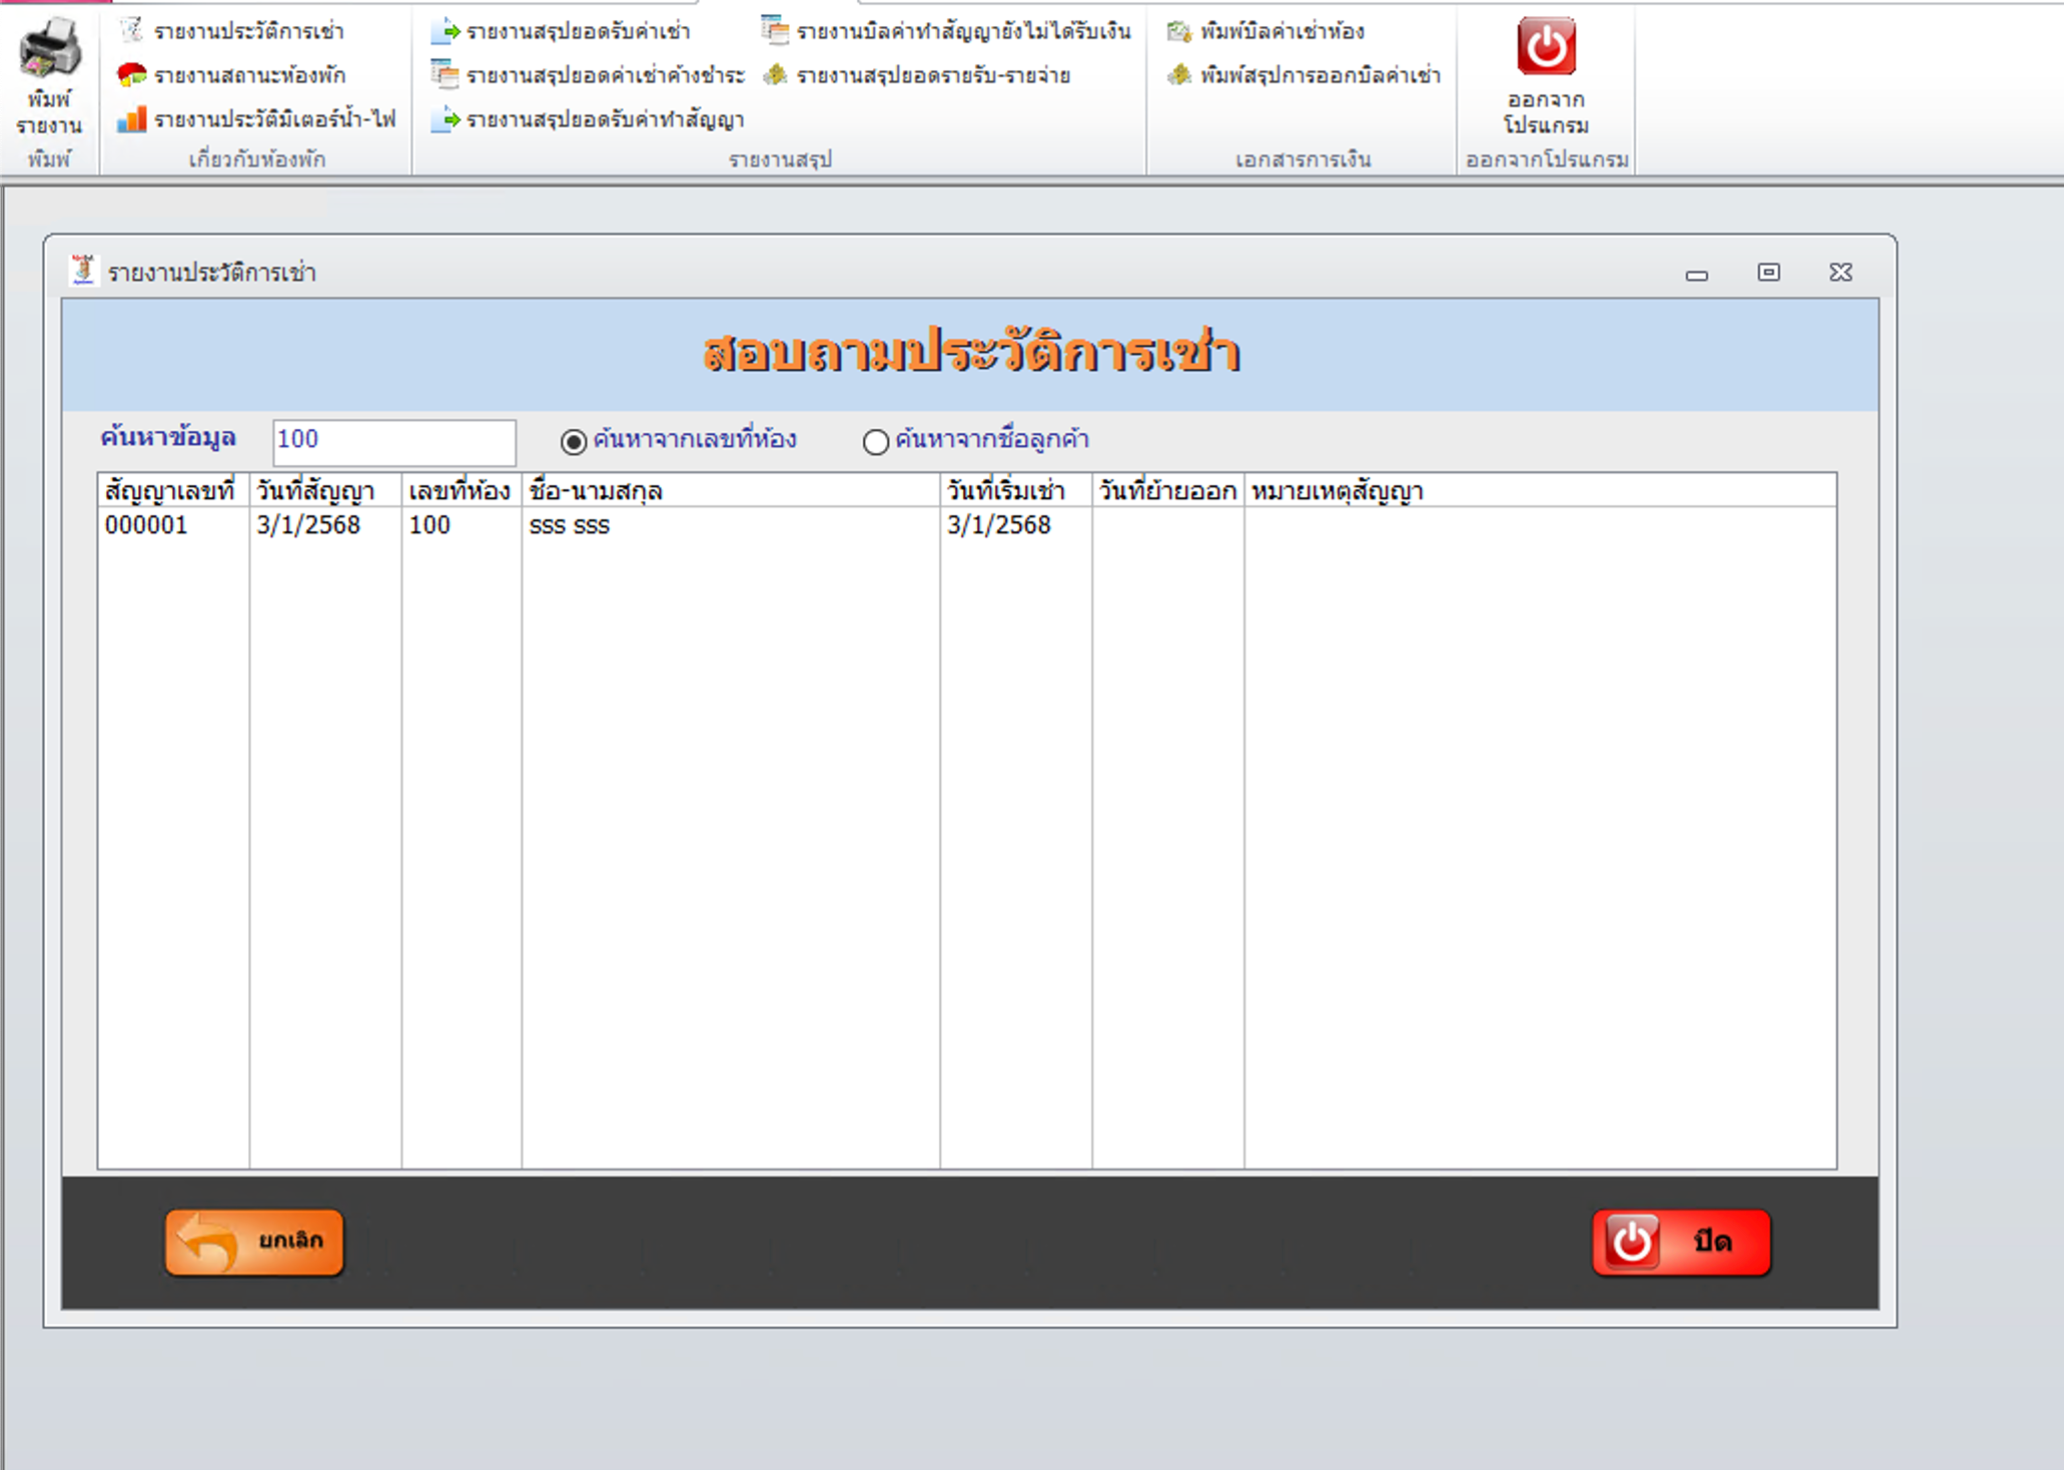 รายงานประวัติการเช่า
รายงานสรุปยอดรับค่าเช่า
รายงานบิลค่าทำสัญญายังไม่ได้รับเงิน
พิมพ์บิลค่าเช่าห้อง
รายงานสถานะห้องพัก
รายงานสรุปยอดค่าเช่าค้างชำระ
รายงานสรุปยอดรายรับ-รายจ่าย
พิมพ์สรุปการออกบิลค่าเช่า
พิมพ์
รายงาน
รายงานประวัติมิเตอร์น้ำ-ไฟ
รายงานสรุปยอดรับค่าทำสัญญา
ออกจาก
โปรแกรม
พิมพ์
เกี่ยวกับห้องพัก
รายงานสรุป
เอกสารการเงิน
ออกจากโปรแกรม
รายงานประวัติการเช่า
สอบถามประวัติการเช่า
ค้นหาข้อมูล 100 ค้นหาจากเลขที่ห้อง ค้นหาจากชื่อลูกค้า
สัญญาเลขที่ วันที่สัญญา เลขที่ห้อง ชื่อ-นามสกุล วันที่เริ่มเช่า วันที่ย้ายออก หมายเหตุสัญญา
000001 3/1/2568 100 sss sss 3/1/2568
ยกเลิก
ปิด